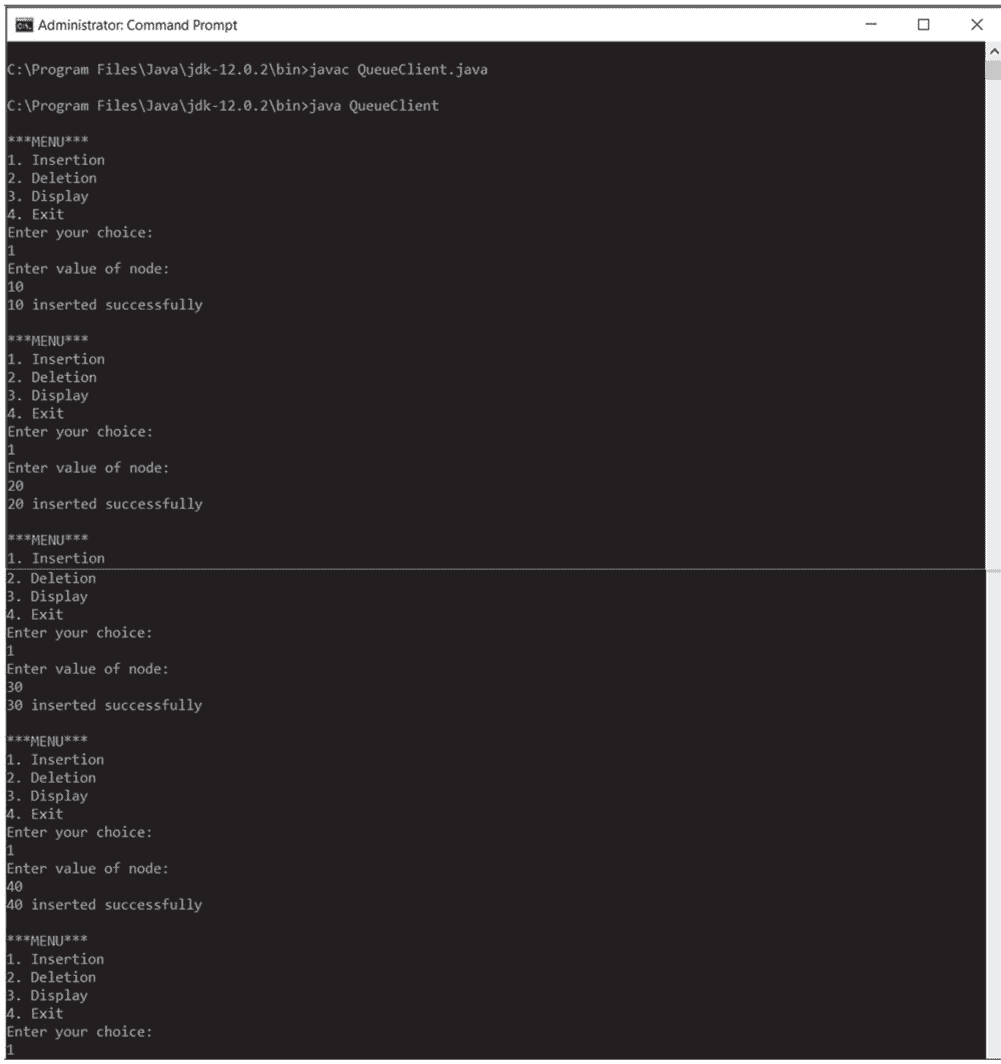 Administrator: Command Prompt
C:\Program Files\Java\jdk-12.0.2\bin>javac QueueClient.java
C:\Program Files\Java\jdk-12.0.2\bin>java QueueClient
***MENU***
1. Insertion
2. Deletion
3. Display
4. Exit
Enter your choice:
1
Enter value of node:
10
10 inserted successfully
***MENU***
1. Insertion
2. Deletion
3. Display
4. Exit
Enter your choice:
1
Enter value of node:
20
20 inserted successfully
***MENU***
1. Insertion
2. Deletion
3. Display
4. Exit
Enter your choice:
1
Enter value of node:
30
30 inserted successfully
***MENU***
1. Insertion
2. Deletion
3. Display
4. Exit
Enter your choice:
1
Enter value of node:
40
40 inserted successfully
***MENU***
1. Insertion
2. Deletion
3. Display
4. Exit
Enter your choice:
1